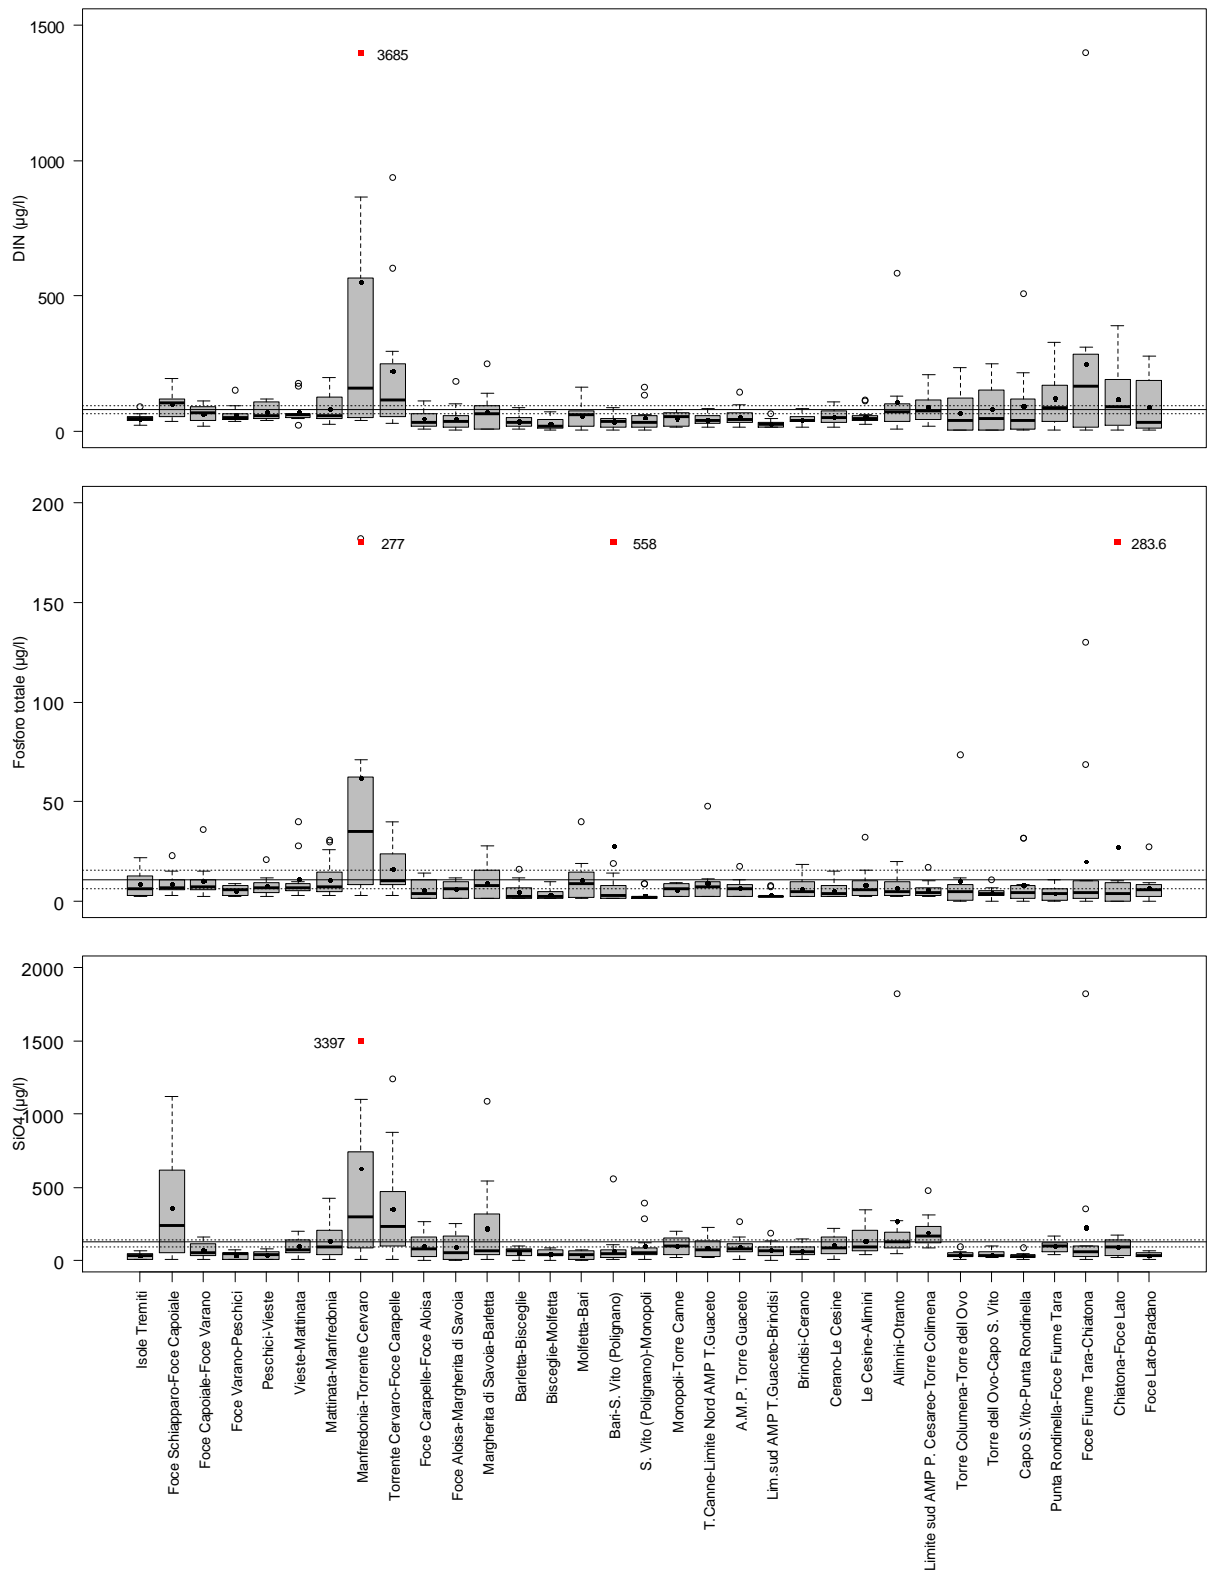 1500
3685
1000
DIN (µg/l)
500
0
200
277
558
283.6
150
Fosforo totale (µg/l)
100
50
0
2000
1500
3397
SiO4 (µg/l)
1000
500
0
Isole Tremiti
Foce Schiapparo-Foce Capoiale
Foce Capoiale-Foce Varano
Foce Varano-Peschici
Peschici-Vieste
Vieste-Mattinata
Mattinata-Manfredonia
Manfredonia-Torrente Cervaro
Torrente Cervaro-Foce Carapelle
Foce Carapelle-Foce Aloisa
Foce Aloisa-Margherita di Savoia
Margherita di Savoia-Barletta
Barletta-Bisceglie
Bisceglie-Molfetta
Molfetta-Bari
Bari-S. Vito (Polignano)
S. Vito (Polignano)-Monopoli
Monopoli-Torre Canne
T.Canne-Limite Nord AMP T.Guaceto
A.M.P. Torre Guaceto
Lim.sud AMP T.Guaceto-Brindisi
Brindisi-Cerano
Cerano-Le Cesine
Le Cesine-Alimini
Alimini-Otranto
Limite sud AMP P. Cesareo-Torre Colimena
Torre Columena-Torre dell Ovo
Torre dell Ovo-Capo S. Vito
Capo S.Vito-Punta Rondinella
Punta Rondinella-Foce Fiume Tara
Foce Fiume Tara-Chiatona
Chiatona-Foce Lato
Foce Lato-Bradano